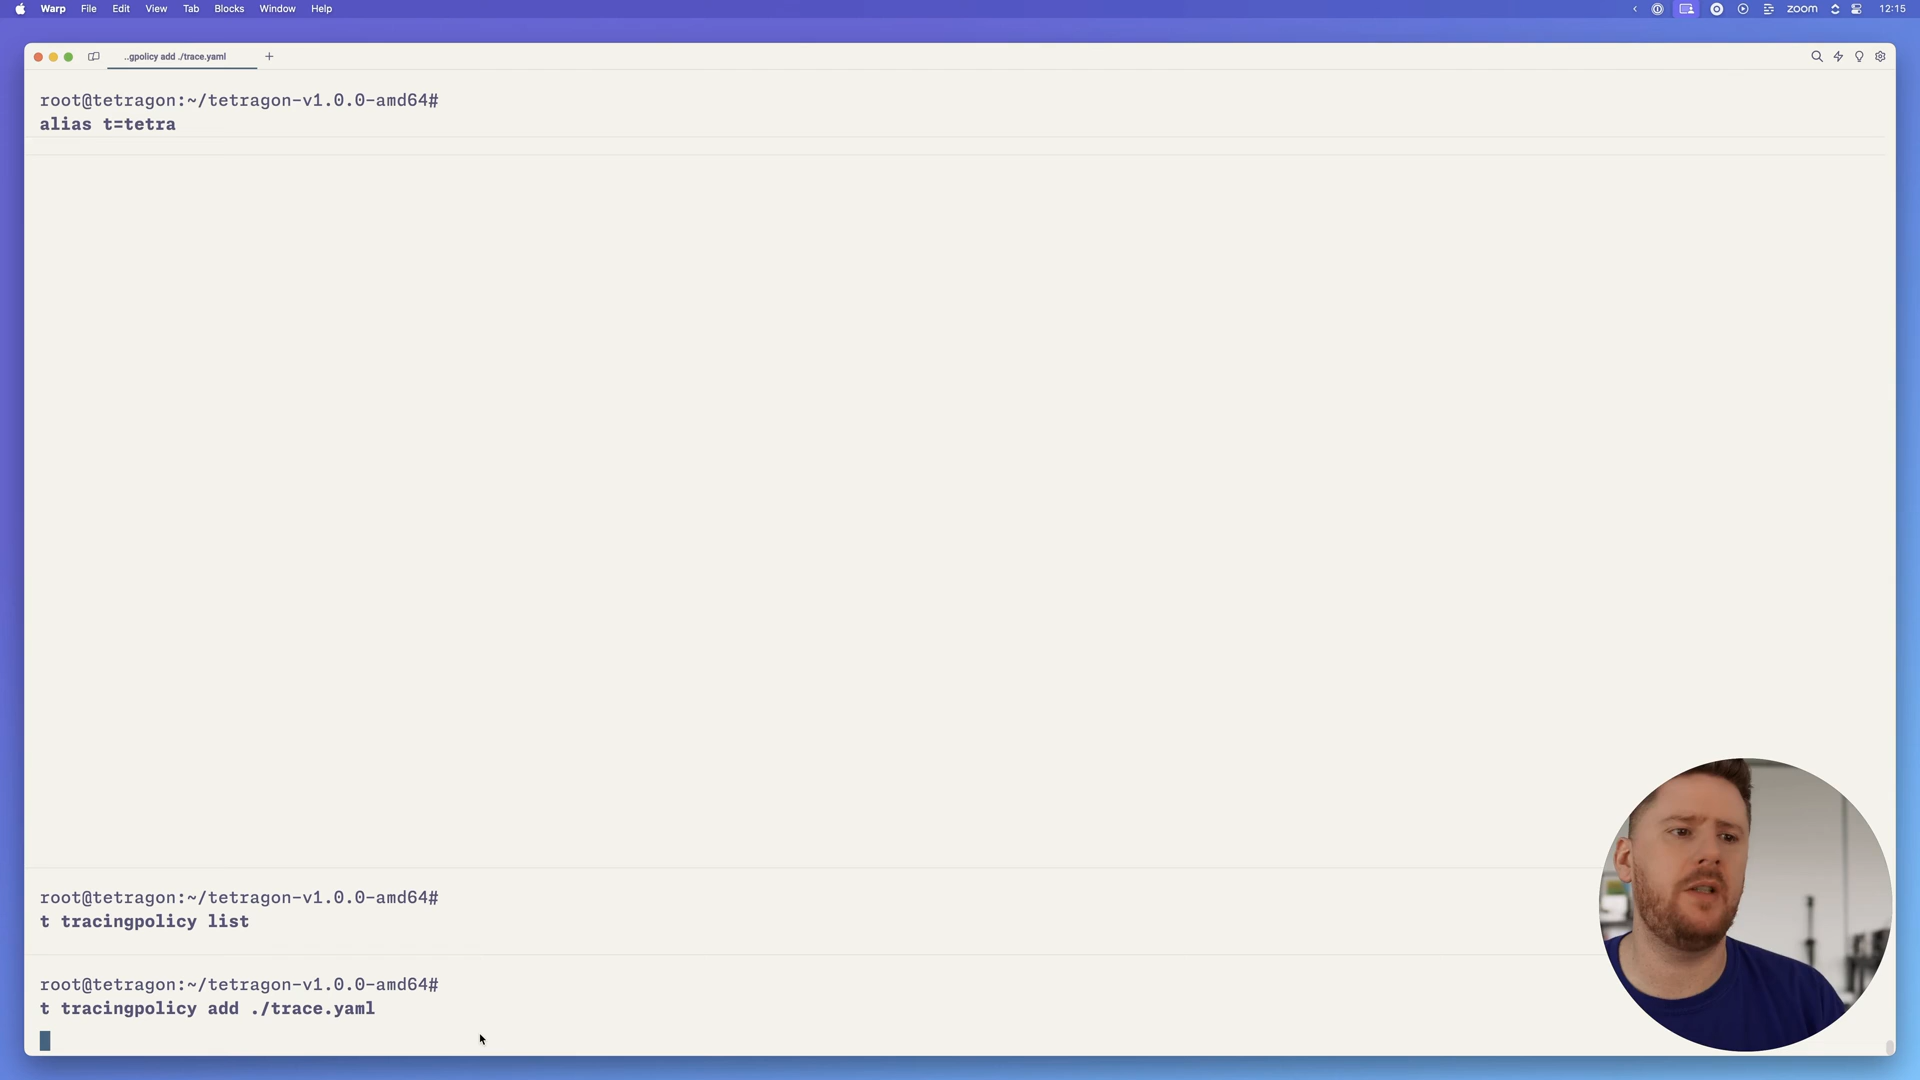 Warp File Edit View Tab Blocks Window Help
zoom 12:15
..gpolicy add ./trace.yaml
root@tetragon:~/tetragon-v1.0.0-amd64#
alias t=tetra
root@tetragon:~/tetragon-v1.0.0-amd64#
t tracingpolicy list
root@tetragon:~/tetragon-v1.0.0-amd64#
t tracingpolicy add ./trace.yaml